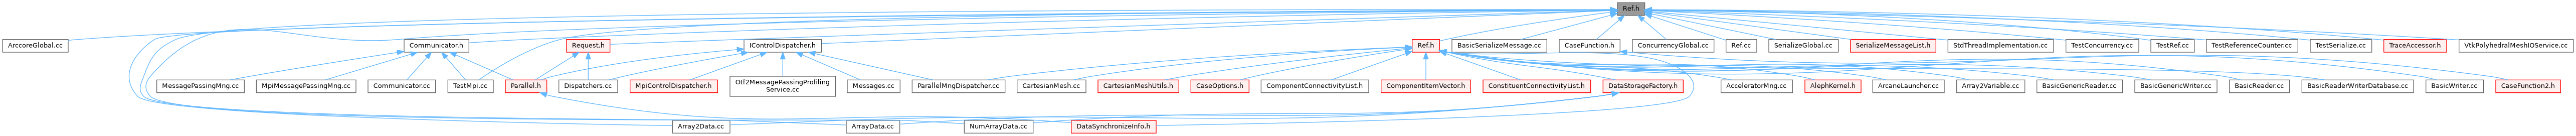 Ref.h
ArccoreGlobal.cc
Communicator.h
Request.h
IControlDispatcher.h
Ref.h
BasicSerializeMessage.cc
CaseFunction.h
ConcurrencyGlobal.cc
Ref.cc
SerializeGlobal.cc
SerializeMessageList.h
StdThreadImplementation.cc
TestConcurrency.cc
TestRef.cc
TestReferenceCounter.cc
TestSerialize.cc
TraceAccessor.h
VtkPolyhedralMeshIOService.cc
MessagePassingMng.cc
MpiMessagePassingMng.cc
Communicator.cc
TestMpi.cc
Parallel.h
Dispatchers.cc
MpiControlDispatcher.h
Otf2MessagePassingProfiling
Service.cc
Messages.cc
ParallelMngDispatcher.cc
CartesianMesh.cc
CartesianMeshUtils.h
CaseOptions.h
ComponentConnectivityList.h
ComponentItemVector.h
ConstituentConnectivityList.h
DataStorageFactory.h
AcceleratorMng.cc
AlephKernel.h
ArcaneLauncher.cc
Array2Variable.cc
BasicGenericReader.cc
BasicGenericWriter.cc
BasicReader.cc
BasicReaderWriterDatabase.cc
BasicWriter.cc
CaseFunction2.h
Array2Data.cc
ArrayData.cc
NumArrayData.cc
DataSynchronizeInfo.h